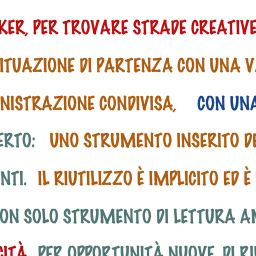 KER, PER TROVARE STRADE CREATIVE
ITUAZIONE DI PARTENZA CON UNA V
NISTRAZIONE CONDIVISA, CON UNA
ERTO: UNO STRUMENTO INSERITO DE
NTI. IL RIUTILIZZO È IMPLICITO ED È
ON SOLO STRUMENTO DI LETTURA AN
CITÀ PER OPPORTUNITÀ NUOVE DI RI